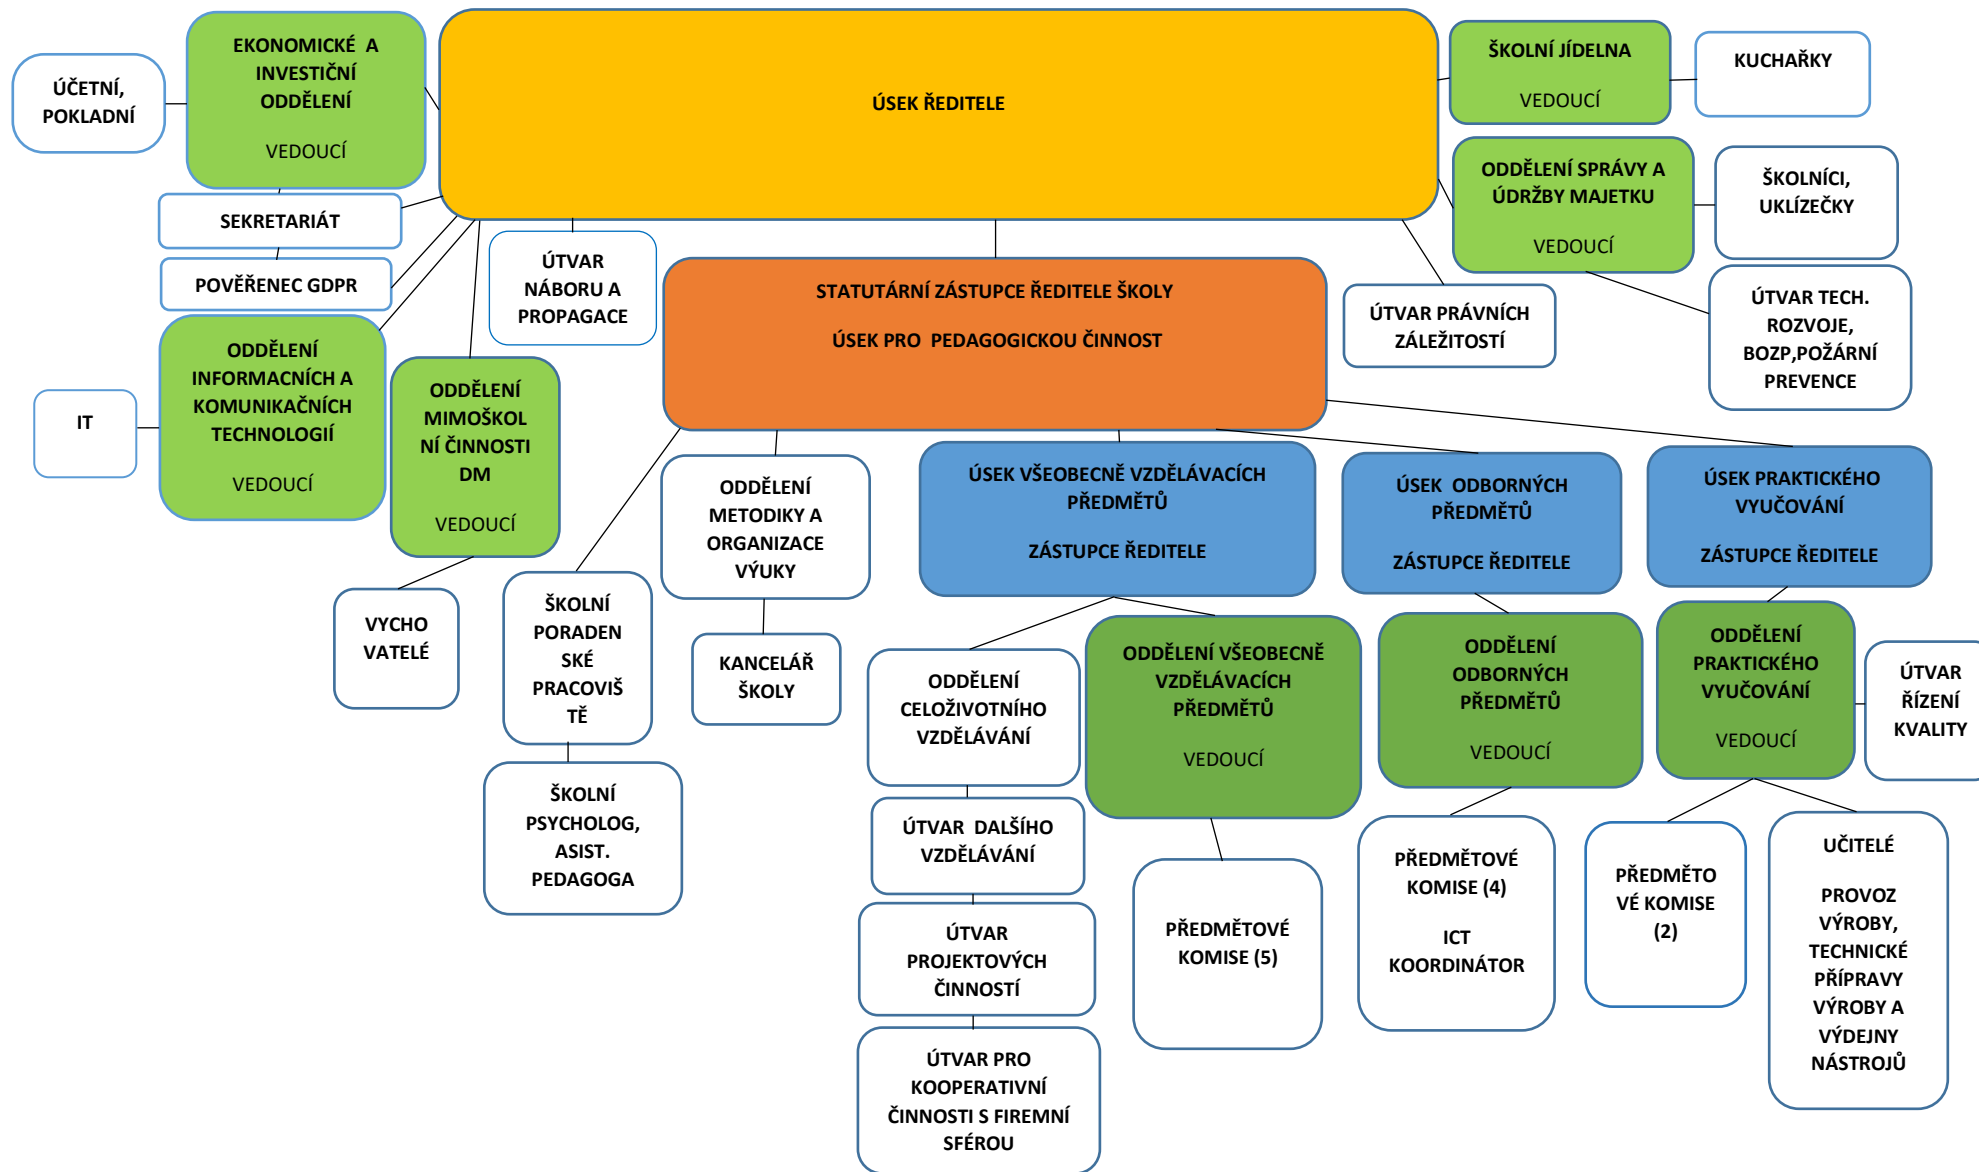 EKONOMICKÉ A
INVESTIČNÍ
ODDĚLENÍ
VEDOUCÍ
ÚČETNÍ,
POKLADNÍ
ÚSEK ŘEDITELE
ŠKOLNÍ JÍDELNA
VEDOUCÍ
KUCHAŘKY
ODDĚLENÍ SPRÁVY A
ÚDRŽBY MAJETKU
VEDOUCÍ
ŠKOLNÍCI,
UKLÍZEČKY
SEKRETARIÁT
POVĚŘENEC GDPR
ÚTVAR
NÁBORU A
PROPAGACE
STATUTÁRNÍ ZÁSTUPCE ŘEDITELE ŠKOLY
ÚSEK PRO PEDAGOGICKOU ČINNOST
ÚTVAR PRÁVNÍCH
ZÁLEŽITOSTÍ
ÚTVAR TECH.
ROZVOJE,
BOZP,POŽÁRNÍ
PREVENCE
ODDĚLENÍ
INFORMACNÍCH A
KOMUNIKAČNÍCH
TECHNOLOGIÍ
VEDOUCÍ
IT
ODDĚLENÍ
MIMOŠKOL
NÍ ČINNOSTI
DM
VEDOUCÍ
ODDĚLENÍ
METODIKY A
ORGANIZACE
VÝUKY
ÚSEK VŠEOBECNĚ VZDĚLÁVACÍCH
PŘEDMĚTŮ
ZÁSTUPCE ŘEDITELE
ÚSEK ODBORNÝCH
PŘEDMĚTŮ
ZÁSTUPCE ŘEDITELE
ÚSEK PRAKTICKÉHO
VYUČOVÁNÍ
ZÁSTUPCE ŘEDITELE
VYCHO
VATELÉ
ŠKOLNÍ
PORADEN
SKÉ
PRACOVIŠ
TĚ
KANCELÁŘ
ŠKOLY
ODDĚLENÍ
CELOŽIVOTNÍHO
VZDĚLÁVÁNÍ
ODDĚLENÍ VŠEOBECNĚ
VZDĚLÁVACÍCH
PŘEDMĚTŮ
VEDOUCÍ
ODDĚLENÍ
ODBORNÝCH
PŘEDMĚTŮ
VEDOUCÍ
ODDĚLENÍ
PRAKTICKÉHO
VYUČOVÁNÍ
VEDOUCÍ
ÚTVAR
ŘÍZENÍ
KVALITY
ŠKOLNÍ
PSYCHOLOG,
ASIST.
PEDAGOGA
ÚTVAR DALŠÍHO
VZDĚLÁVÁNÍ
PŘEDMĚTOVÉ
KOMISE (5)
PŘEDMĚTOVÉ
KOMISE (4)
ICT
KOORDINÁTOR
PŘEDMĚTO
VÉ KOMISE
(2)
UČITELÉ
PROVOZ
VÝROBY,
TECHNICKÉ
PŘÍPRAVY
VÝROBY A
VÝDEJNY
NÁSTROJŮ
ÚTVAR
PROJEKTOVÝCH
ČINNOSTÍ
ÚTVAR PRO
KOOPERATIVNÍ
ČINNOSTI S FIREMNÍ
SFÉROU